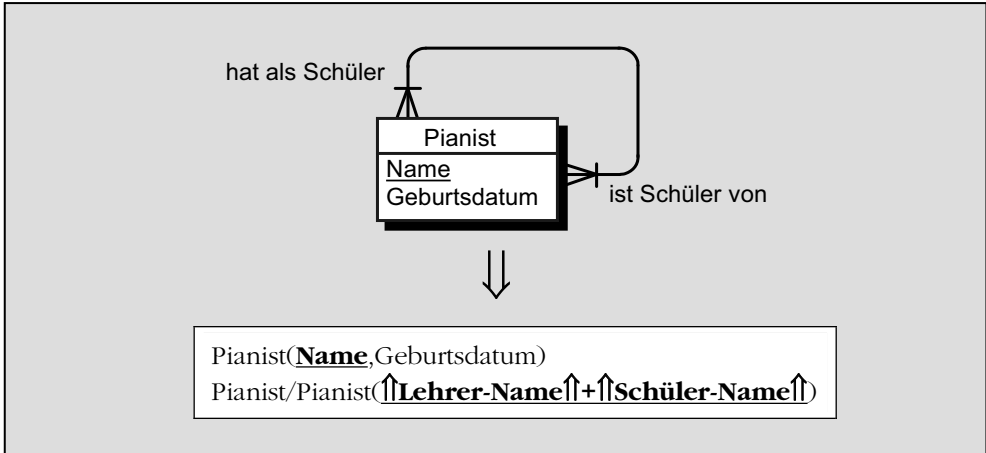 hat als Schüler
Pianist
Name
Geburtsdatum
ist Schüler von
⇓
Pianist(Name,Geburtsdatum)
Pianist/Pianist(⇑Lehrer-Name⇑+⇑Schüler-Name⇑)